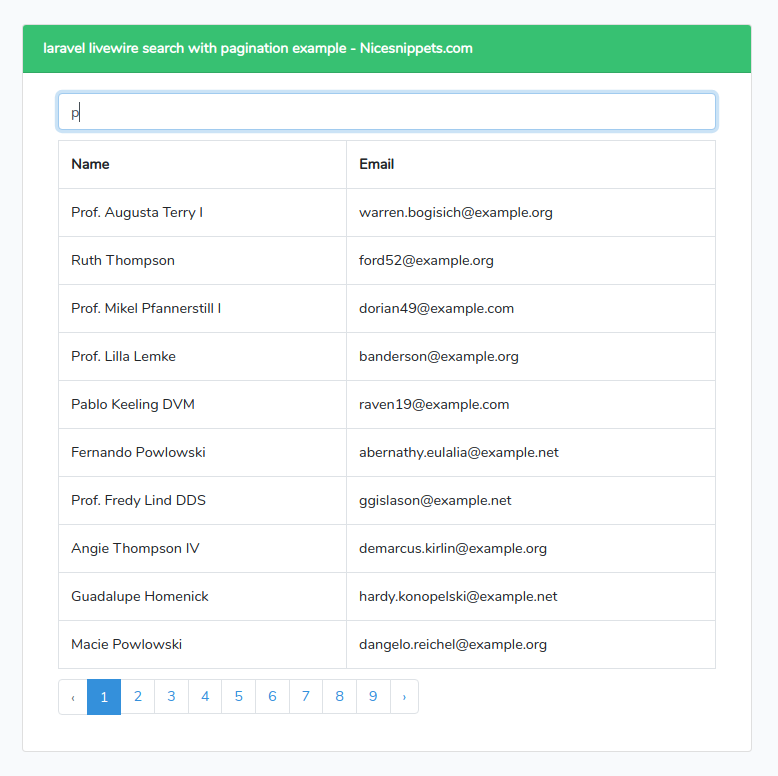 laravel livewire search with pagination example - Nicesnippets.com
p
Name Email
Prof. Augusta Terry I warren.bogisich@example.org
Ruth Thompson ford52@example.org
Prof. Mikel Pfannerstill I dorian49@example.com
Prof. Lilla Lemke banderson@example.org
Pablo Keeling DVM raven19@example.com
Fernando Powlowski abernathy.eulalia@example.net
Prof. Fredy Lind DDS ggislason@example.net
Angie Thompson IV demarcus.kirlin@example.org
Guadalupe Homenick hardy.konopelski@example.net
Macie Powlowski dangelo.reichel@example.org
‹ 1 2 3 4 5 6 7 8 9 ›